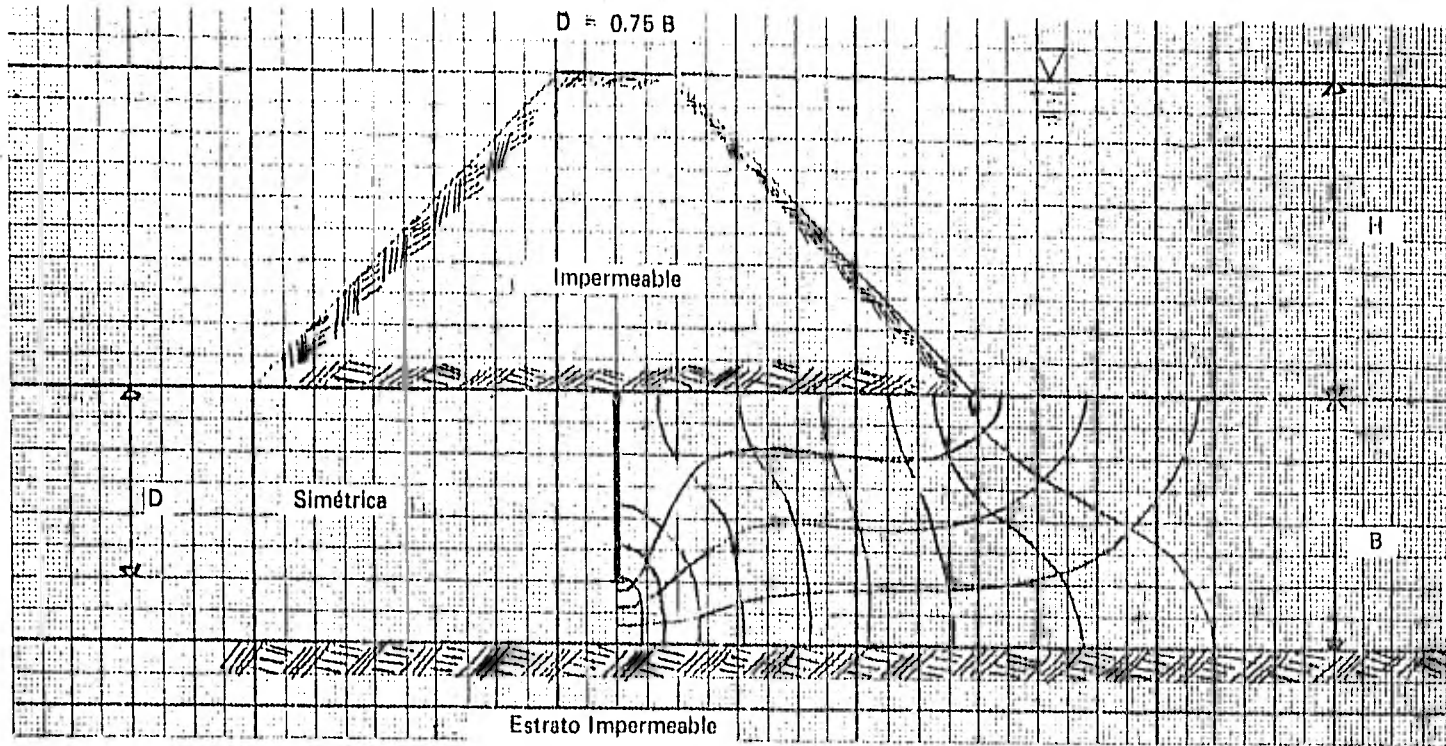 D = 0.75 B
H
Impermeable
D
Simétrica
B
Estrato Impermeable